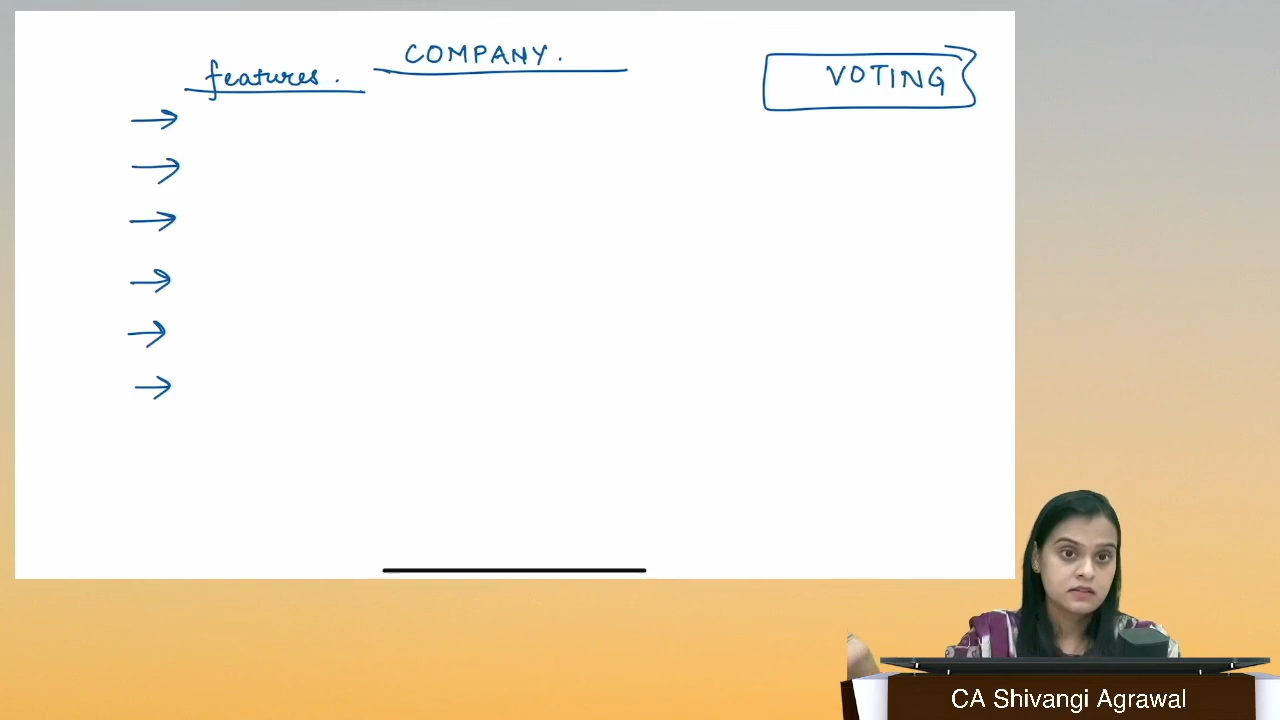 COMPANY.
features.
VOTING
→
→
→
→
→
→
CA Shivangi Agrawal